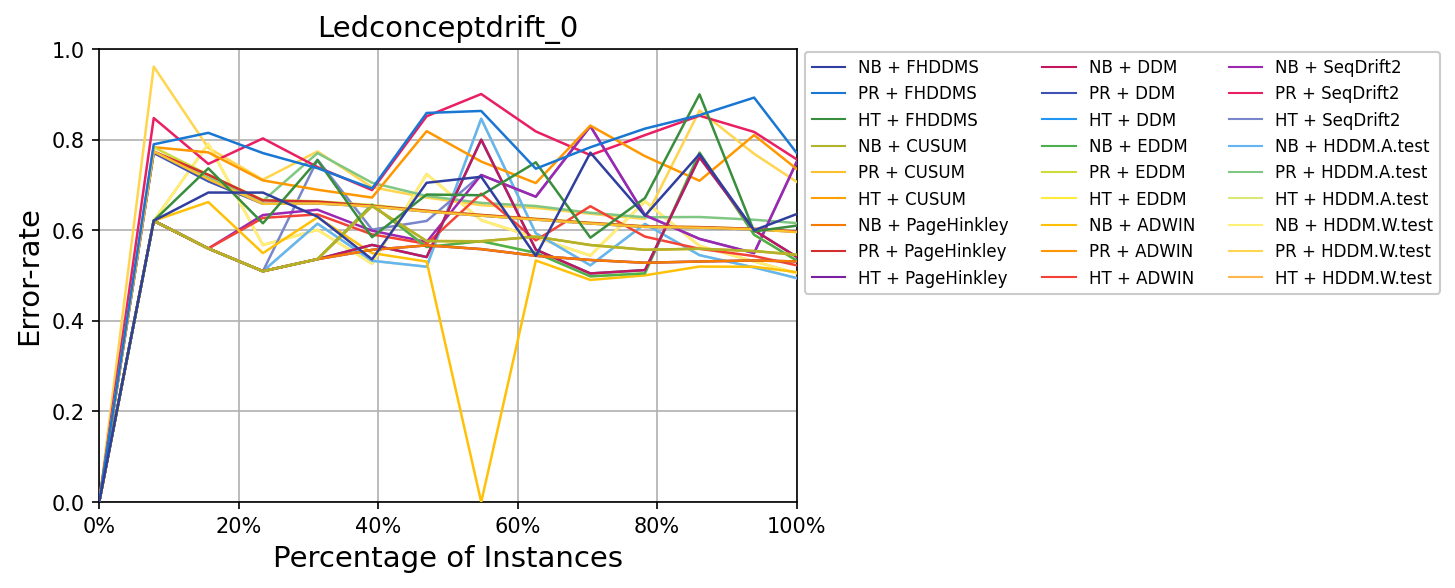 Ledconceptdrift_0
1.0
0.8
0.6
0.4
0.2
0.0
Error-rate
0% 20% 40% 60% 80% 100%
Percentage of Instances
NB + FHDDMS
PR + FHDDMS
HT + FHDDMS
NB + CUSUM
PR + CUSUM
HT + CUSUM
NB + PageHinkley
PR + PageHinkley
HT + PageHinkley
NB + DDM
PR + DDM
HT + DDM
NB + EDDM
PR + EDDM
HT + EDDM
NB + ADWIN
PR + ADWIN
HT + ADWIN
NB + SeqDrift2
PR + SeqDrift2
HT + SeqDrift2
NB + HDDM.A.test
PR + HDDM.A.test
HT + HDDM.A.test
NB + HDDM.W.test
PR + HDDM.W.test
HT + HDDM.W.test